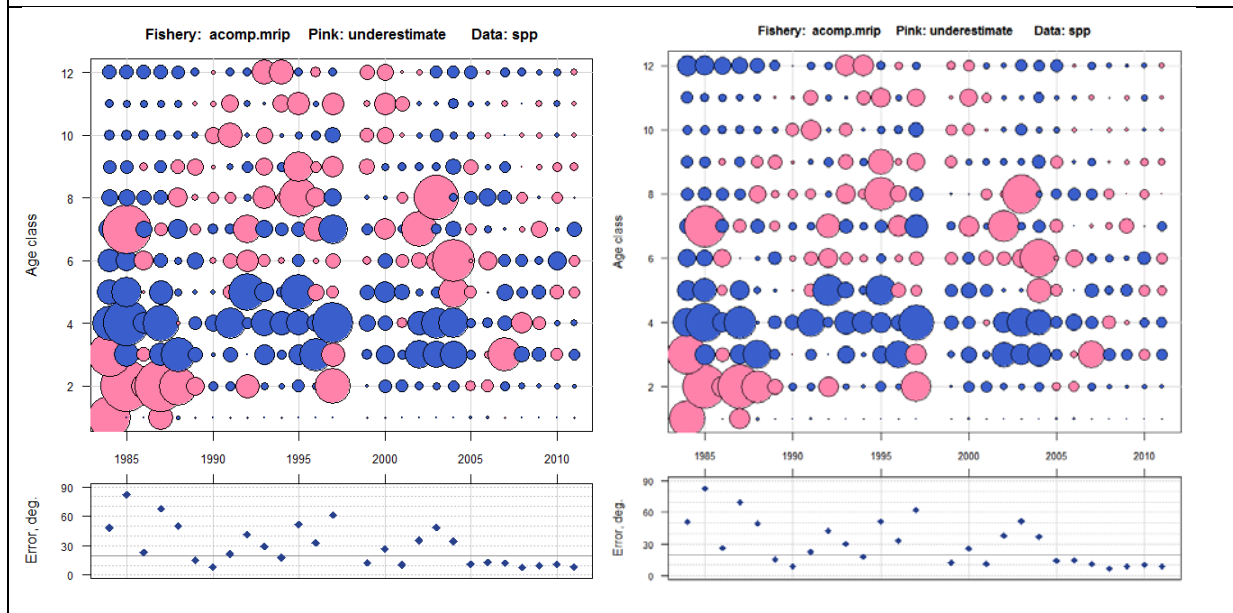 Fishery: acomp.mrip Pink: underestimate Data: spp
12
10
8
6
4
2
Age class
1985 1990 1995 2000 2005 2010
90
60
30
0
Error, deg.
Fishery: acomp.mrip Pink: underestimate Data: spp
12
10
8
6
4
2
Age class
1985 1990 1995 2000 2005 2010
90
60
30
0
Error, deg.